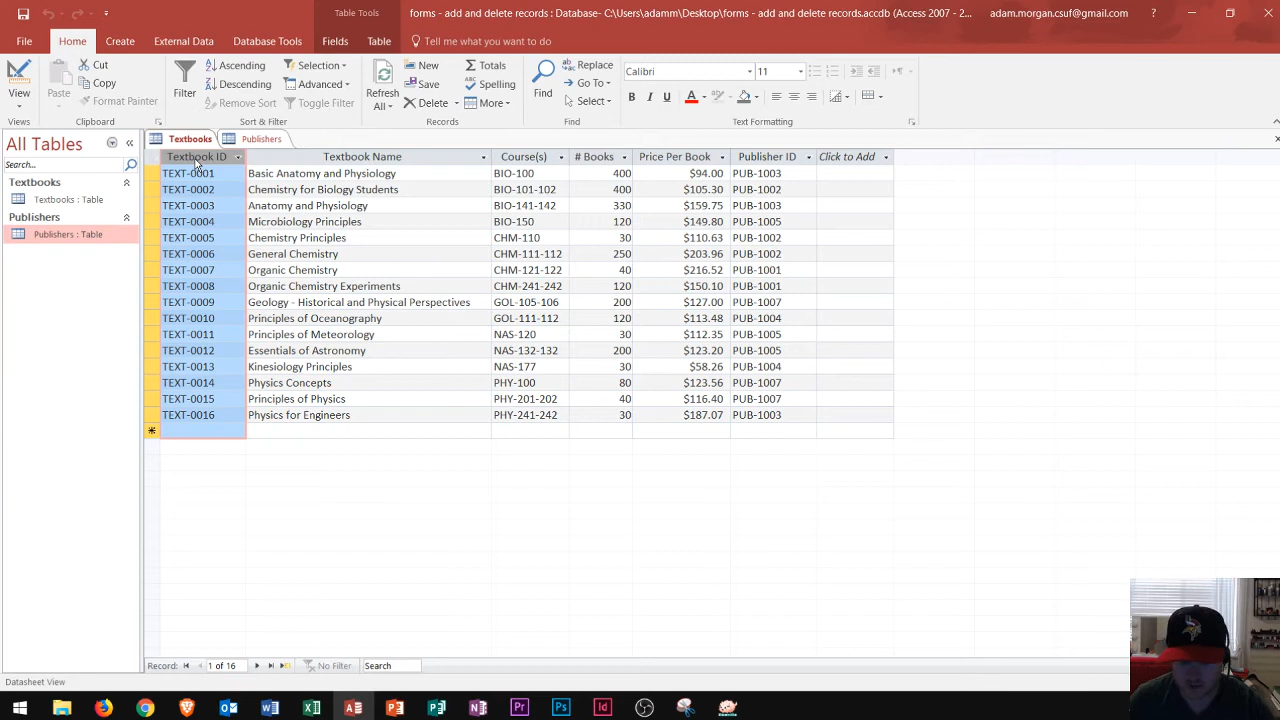 Table Tools
forms - add and delete records : Database- C:\Users\adamm\Desktop\forms - add and delete records.accdb (Access 2007 - 2...
adam.morgan.csuf@gmail.com
?
File
Home
Create
External Data
Database Tools
Fields
Table
Tell me what you want to do
View
Paste
Cut
Copy
Format Painter
Clipboard
Filter
Ascending
Descending
Remove Sort
Selection
Advanced
Toggle Filter
Sort & Filter
Refresh
All
New
Save
Delete
Totals
Spelling
More
Records
Find
Replace
Go To
Select
Find
Calibri
11
B I U
Text Formatting
All Tables
Search...
Textbooks
Textbooks : Table
Publishers
Publishers : Table
Textbooks Publishers
Textbook ID Textbook Name Course(s) # Books Price Per Book Publisher ID Click to Add
TEXT-0001 Basic Anatomy and Physiology BIO-100 400 $94.00 PUB-1003
TEXT-0002 Chemistry for Biology Students BIO-101-102 400 $105.30 PUB-1002
TEXT-0003 Anatomy and Physiology BIO-141-142 330 $159.75 PUB-1003
TEXT-0004 Microbiology Principles BIO-150 120 $149.80 PUB-1005
TEXT-0005 Chemistry Principles CHM-110 30 $110.63 PUB-1002
TEXT-0006 General Chemistry CHM-111-112 250 $203.96 PUB-1002
TEXT-0007 Organic Chemistry CHM-121-122 40 $216.52 PUB-1001
TEXT-0008 Organic Chemistry Experiments CHM-241-242 120 $150.10 PUB-1001
TEXT-0009 Geology - Historical and Physical Perspectives GOL-105-106 200 $127.00 PUB-1007
TEXT-0010 Principles of Oceanography GOL-111-112 120 $113.48 PUB-1004
TEXT-0011 Principles of Meteorology NAS-120 30 $112.35 PUB-1005
TEXT-0012 Essentials of Astronomy NAS-132-132 200 $123.20 PUB-1005
TEXT-0013 Kinesiology Principles NAS-177 30 $58.26 PUB-1004
TEXT-0014 Physics Concepts PHY-100 80 $123.56 PUB-1007
TEXT-0015 Principles of Physics PHY-201-202 40 $116.40 PUB-1007
TEXT-0016 Physics for Engineers PHY-241-242 30 $187.07 PUB-1003
Record: 1 of 16 No Filter Search
Datasheet View